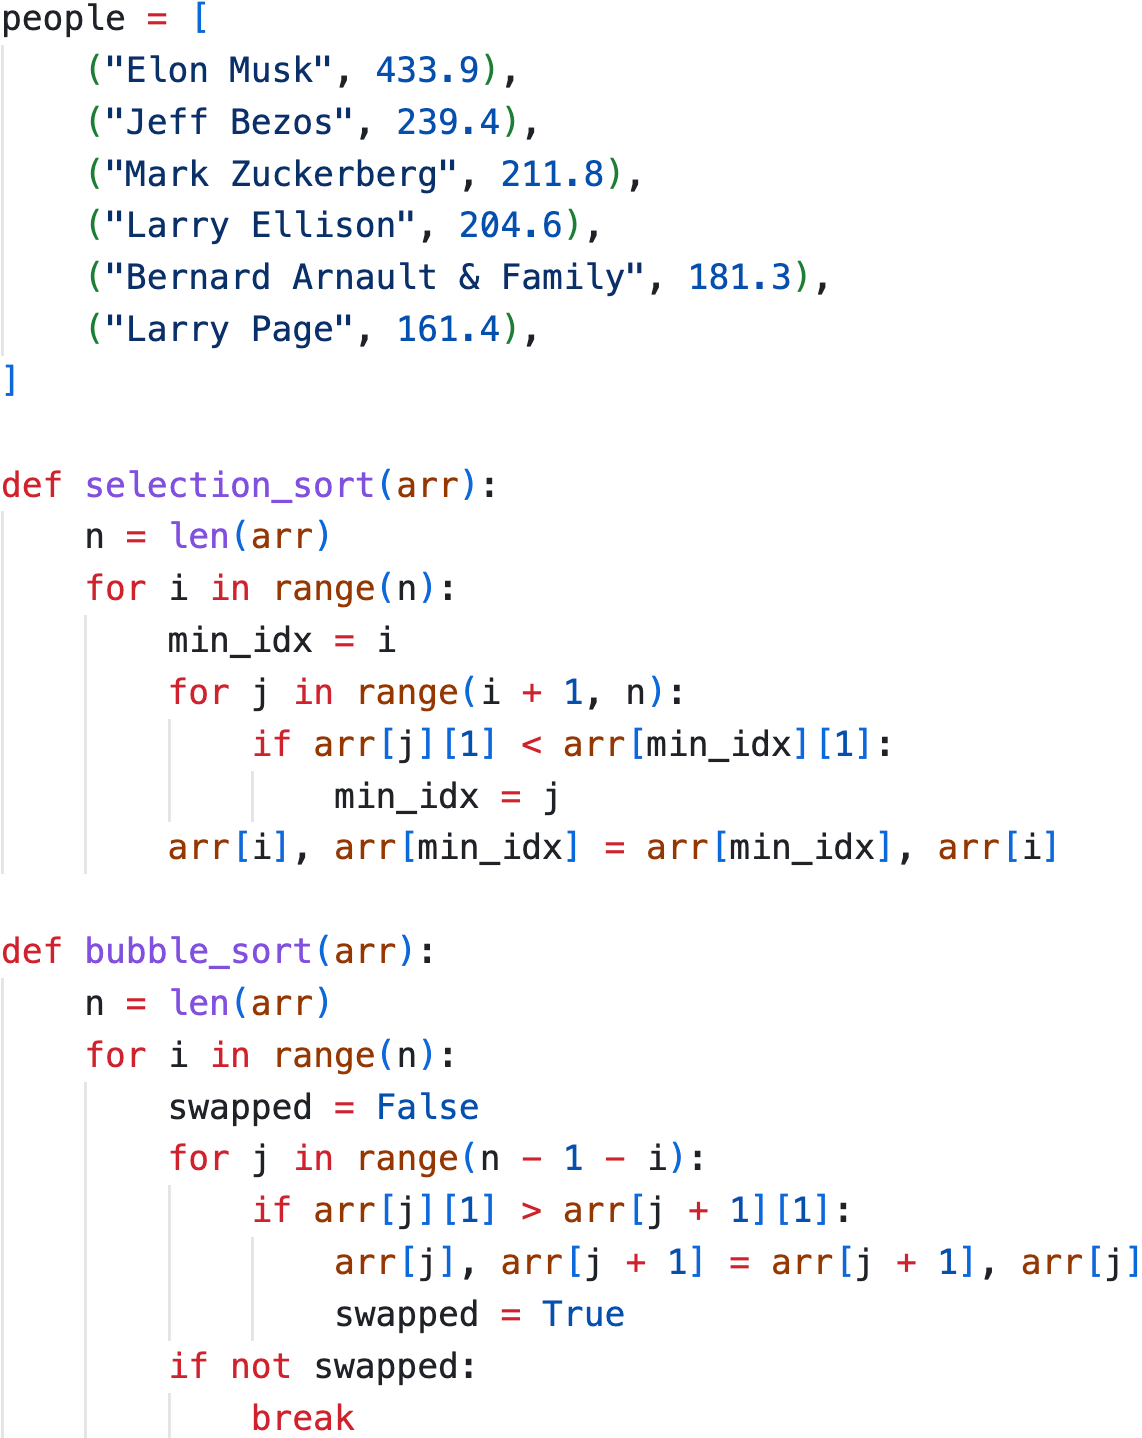 people = [
    ("Elon Musk", 433.9),
    ("Jeff Bezos", 239.4),
    ("Mark Zuckerberg", 211.8),
    ("Larry Ellison", 204.6),
    ("Bernard Arnault & Family", 181.3),
    ("Larry Page", 161.4),
]

def selection_sort(arr):
    n = len(arr)
    for i in range(n):
        min_idx = i
        for j in range(i + 1, n):
            if arr[j][1] < arr[min_idx][1]:
                min_idx = j
        arr[i], arr[min_idx] = arr[min_idx], arr[i]

def bubble_sort(arr):
    n = len(arr)
    for i in range(n):
        swapped = False
        for j in range(n - 1 - i):
            if arr[j][1] > arr[j + 1][1]:
                arr[j], arr[j + 1] = arr[j + 1], arr[j]
                swapped = True
        if not swapped:
            break